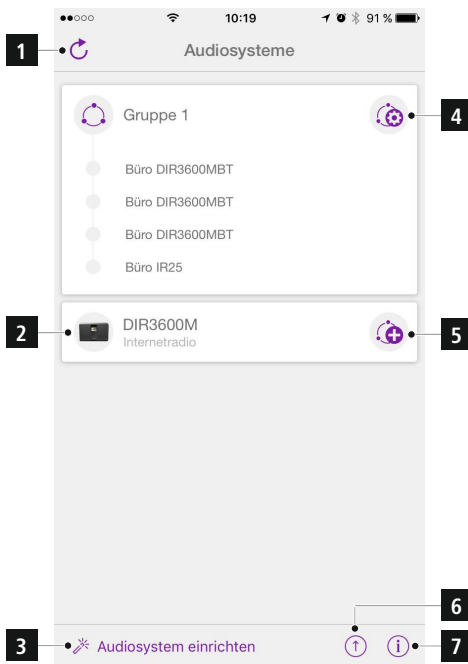 10:19
91 %
1
Audiosysteme
Gruppe 1
4
Büro DIR3600MBT
Büro DIR3600MBT
Büro DIR3600MBT
Büro IR25
2
DIR3600M
Internetradio
5
6
3
Audiosystem einrichten
7